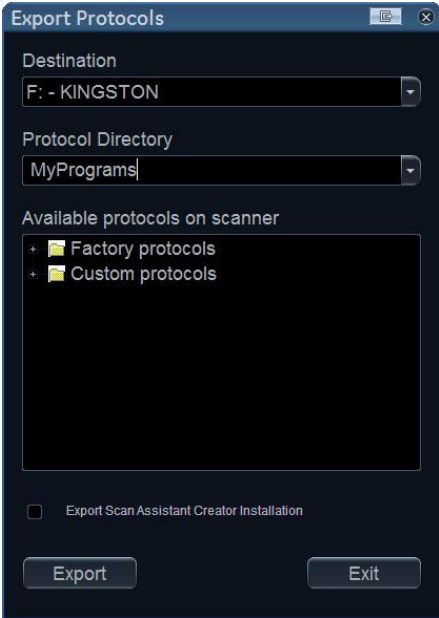 Export Protocols
Destination
F: - KINGSTON
Protocol Directory
MyPrograms
Available protocols on scanner
Factory protocols
Custom protocols
Export Scan Assistant Creator Installation
Export
Exit